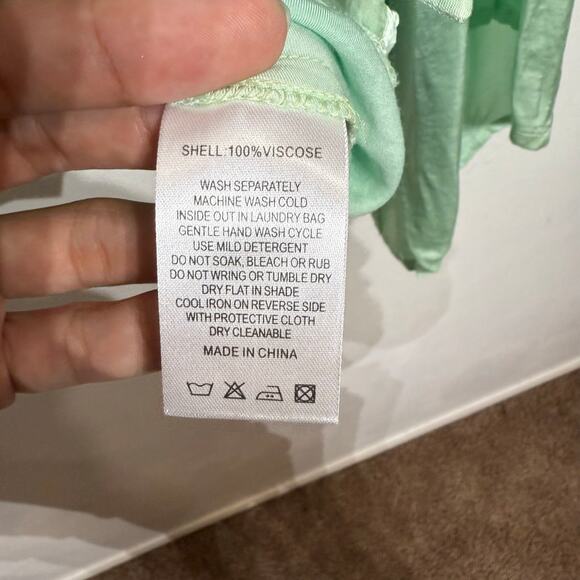 SHELL:100%VISCOSE
WASH SEPARATELY
MACHINE WASH COLD
INSIDE OUT IN LAUNDRY BAG
GENTLE HAND WASH CYCLE
USE MILD DETERGENT
DO NOT SOAK, BLEACH OR RUB
DO NOT WRING OR TUMBLE DRY
DRY FLAT IN SHADE
COOL IRON ON REVERSE SIDE
WITH PROTECTIVE CLOTH
DRY CLEANABLE
MADE IN CHINA